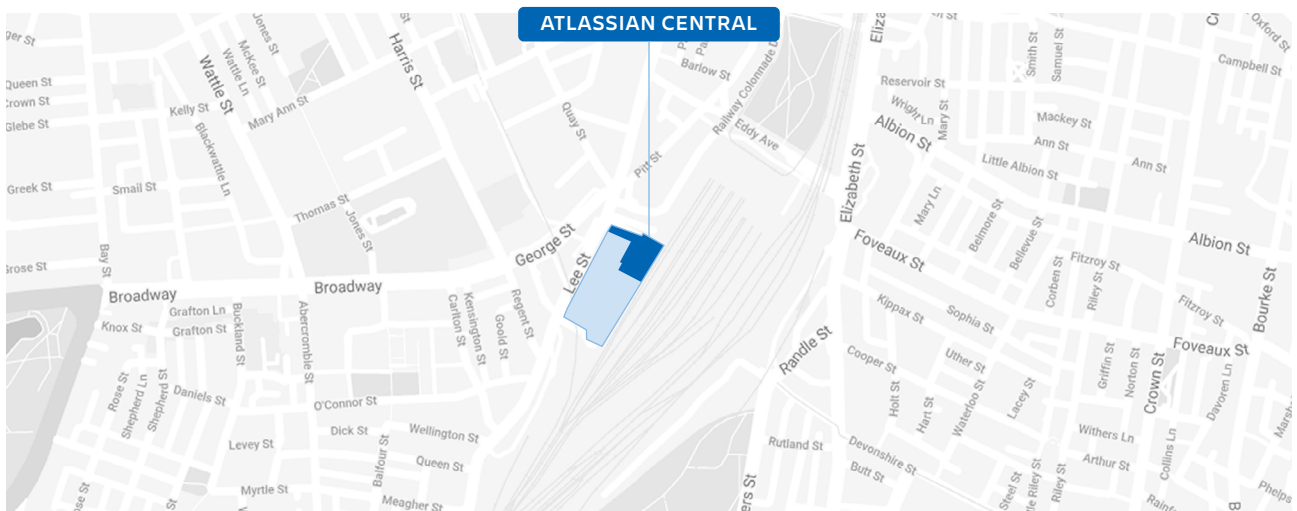 ATLASSIAN CENTRAL
ger St
Wattle St
Wattle Ln
McKee St
Jones St
Harris St
Barlow St
Railway Colonnade D
Eliza
Smith St
Samuel St
Oxford St
Campbell St
Queen St
Crown St
Glebe St
Kelly St
Mary Ann St
Blackwattle Ln
Quay St
Eddy Ave
Pitt St
Reservoir St
Mary St
Albion St
Mackey St
Ann St
Ann St
Little Albion St
Greek St
Small St
Thomas St
Jones St
Elizabeth St
Mary Ln
Belmore St
Bellevue St
George St
Lee St
Foveaux St
Albion St
Bay St
Broadway
Broadway
Corben St
Fitzroy St
Riley St
Fitzroy St
Bourke St
Grafton Ln
Grafton St
Knox St
Buckland St
Abercrombie St
Carlton St
Kensington St
Goold St
Regent St
Kippax St
Sophia St
Foveaux St
Randle St
Cooper St
Uther St
Griffin St
Norton St
Crown St
Davoren Ln
Rose St
Shepherd Ln
Shepherd St
Daniels St
O'Connor St
Holt St
Hart St
Waterloo St
Lacey St
Levey St
Dick St
Balfour St
Wellington St
Queen St
Rutland St
Devonshire St
Butt St
Withers Ln
Arthur St
Collins Ln
Myrtle St
Meagher St
ers St
Steel St
Riley St
Phelps